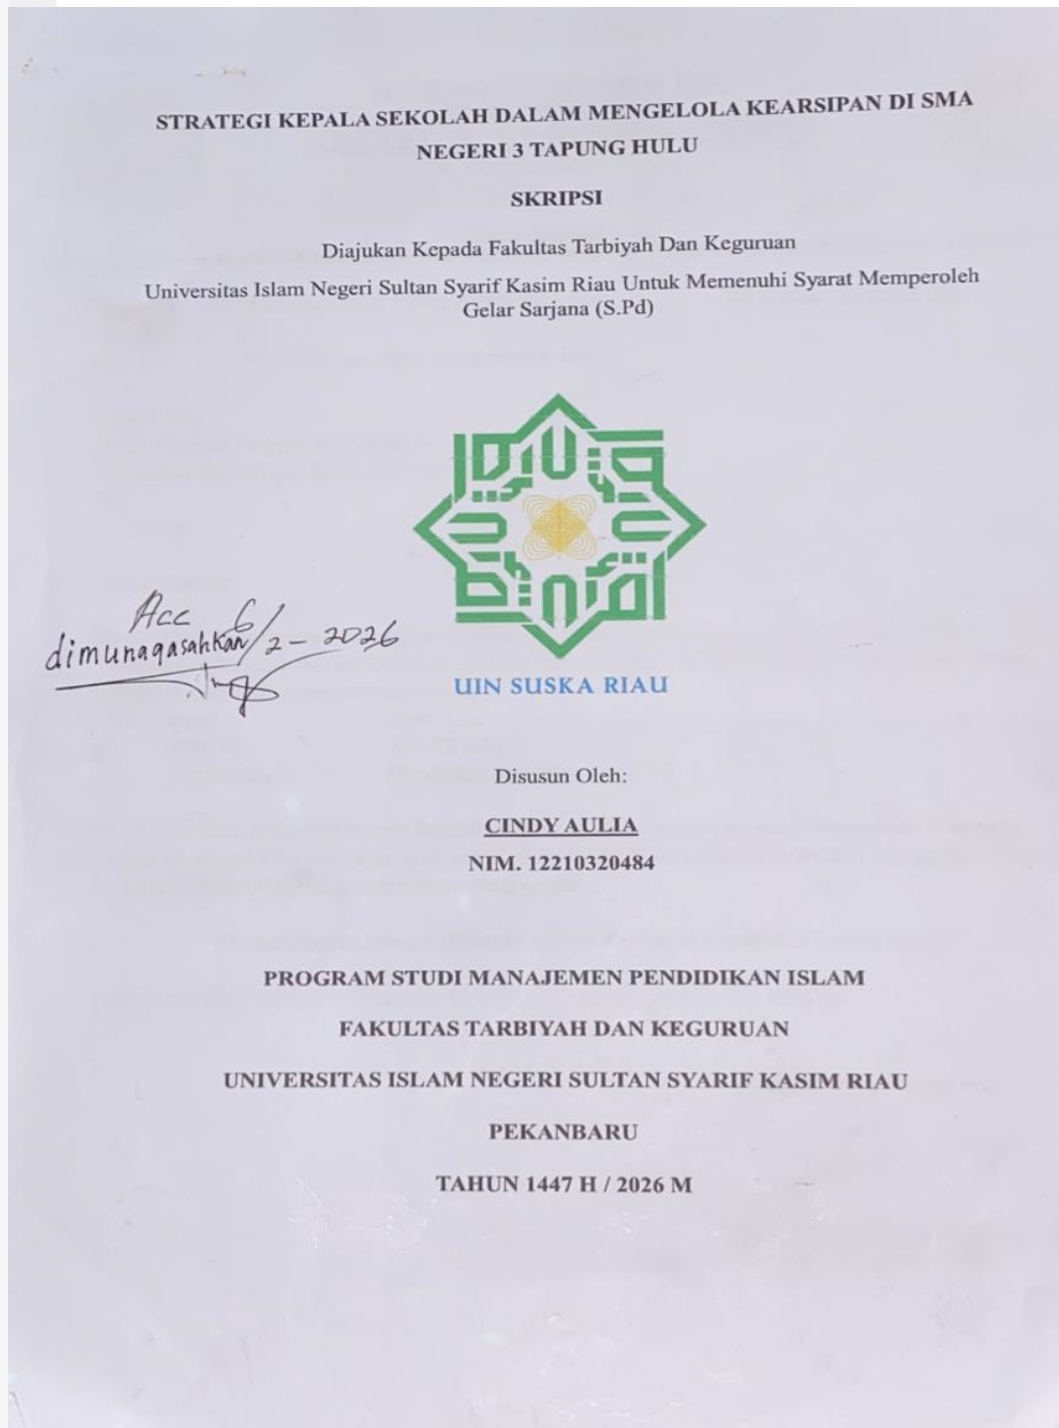 STRATEGI KEPALA SEKOLAH DALAM MENGELOLA KEARSIPAN DI SMA
NEGERI 3 TAPUNG HULU
SKRIPSI
Diajukan Kepada Fakultas Tarbiyah Dan Keguruan
Universitas Islam Negeri Sultan Syarif Kasim Riau Untuk Memenuhi Syarat Memperoleh
Gelar Sarjana (S.Pd)
Acc 6/2 - 2026
dimunaqasahkan
UIN SUSKA RIAU
Disusun Oleh:
CINDY AULIA
NIM. 12210320484
PROGRAM STUDI MANAJEMEN PENDIDIKAN ISLAM
FAKULTAS TARBIYAH DAN KEGURUAN
UNIVERSITAS ISLAM NEGERI SULTAN SYARIF KASIM RIAU
PEKANBARU
TAHUN 1447 H / 2026 M